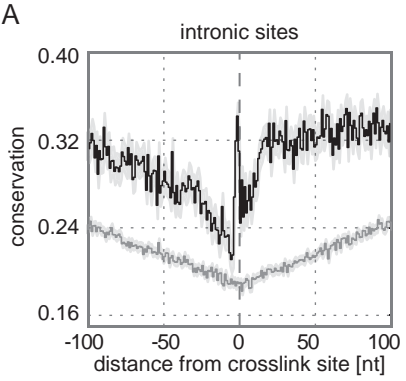 A
intronic sites
0.40
0.32
0.24
0.16
conservation
-100 -50 0 50 100
distance from crosslink site [nt]